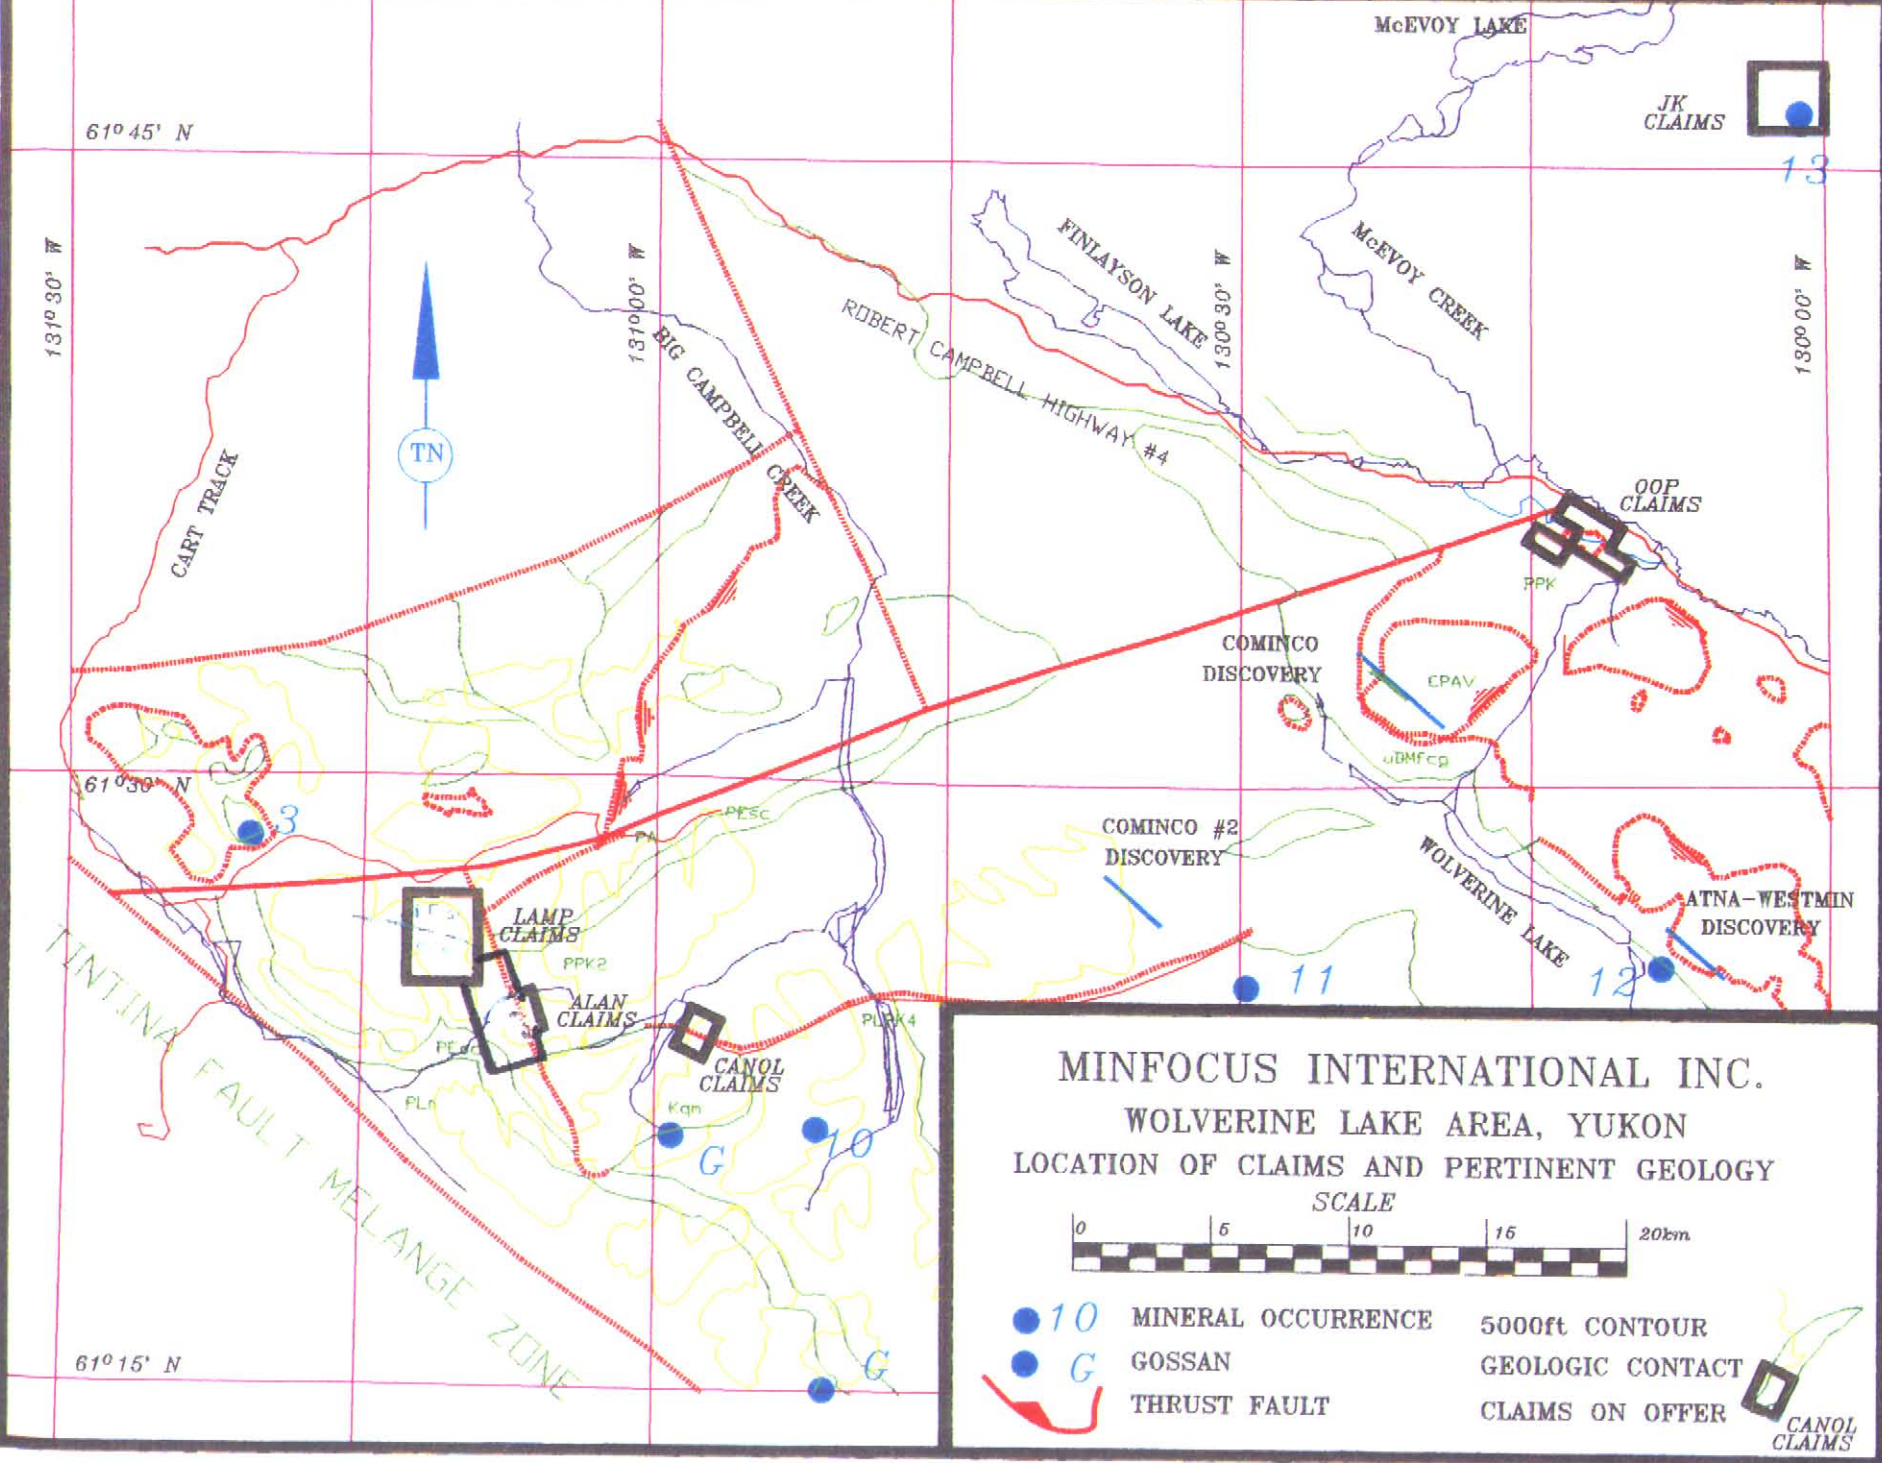 McEVOY LAKE
JK
CLAIMS
13
61° 45' N
131° 30' W
131° 00' W
130° 30' W
130° 00' W
FINLAYSON LAKE
McEVOY CREEK
ROBERT CAMPBELL HIGHWAY #4
BIG CAMPBELL CREEK
TN
CART TRACK
OOP
CLAIMS
PPK
COMINCO
DISCOVERY
CPAV
uDMfcp
61° 30' N
3
PESC
PA
COMINCO #2
DISCOVERY
WOLVERINE LAKE
ATNA-WESTMIN
DISCOVERY
LAMP
CLAIMS
PPK2
ALAN
CLAIMS
11
12
PLPK4
CANOL
CLAIMS
Kqm
G
10
TINTINA FAULT MELANGE ZONE
61° 15' N
G
MINFOCUS INTERNATIONAL INC.
WOLVERINE LAKE AREA, YUKON
LOCATION OF CLAIMS AND PERTINENT GEOLOGY
SCALE
0 5 10 15 20km
10 MINERAL OCCURRENCE
G GOSSAN
THRUST FAULT
5000ft CONTOUR
GEOLOGIC CONTACT
CLAIMS ON OFFER
CANOL
CLAIMS